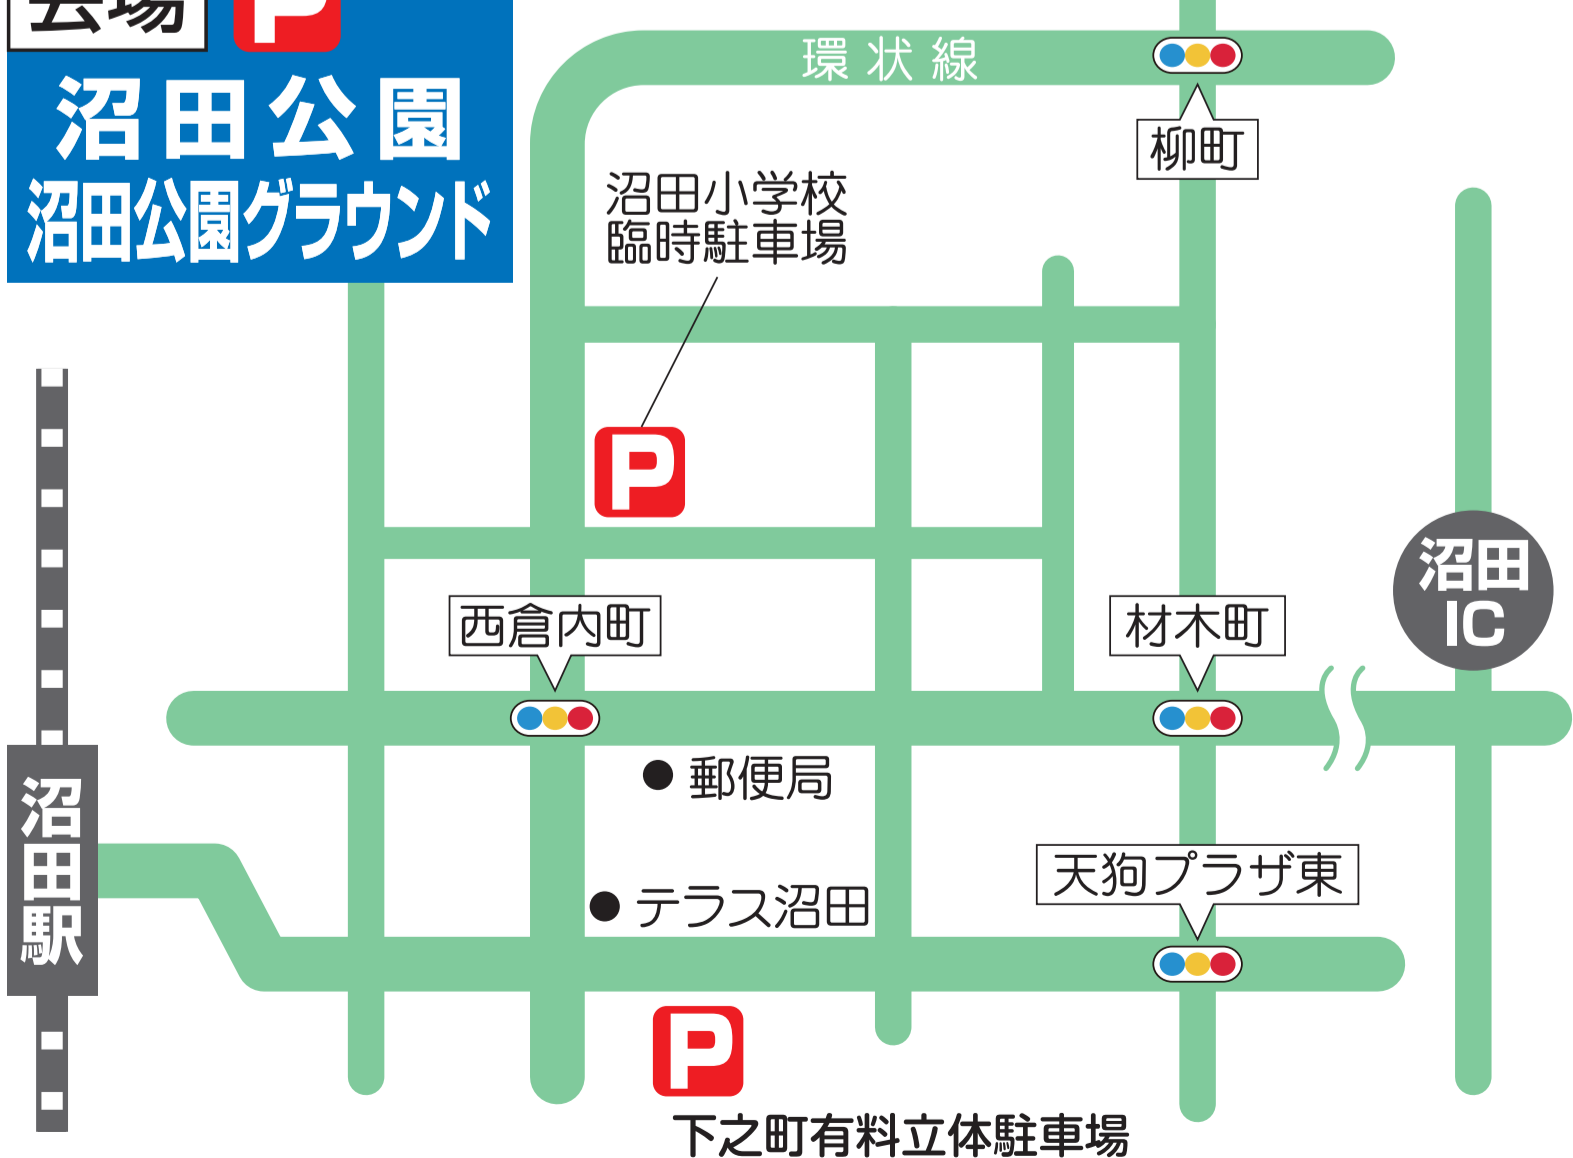 会場 P
沼田公園
沼田公園グラウンド
環状線
柳町
沼田小学校
臨時駐車場
P
西倉内町
材木町
沼田
IC
郵便局
沼田駅
テラス沼田
天狗プラザ東
P
下之町有料立体駐車場